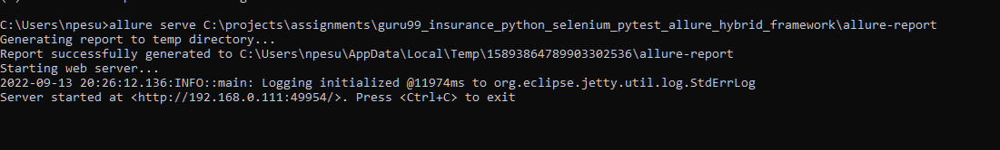 C:\Users\npesu>allure serve C:\projects\assignments\guru99_insurance_python_selenium_pytest_allure_hybrid_framework\allure-report
Generating report to temp directory...
Report successfully generated to C:\Users\npesu\AppData\Local\Temp\15893864789903302536\allure-report
Starting web server...
2022-09-13 20:26:12.136:INFO::main: Logging initialized @11974ms to org.eclipse.jetty.util.log.StdErrLog
Server started at <http://192.168.0.111:49954/>. Press <Ctrl+C> to exit